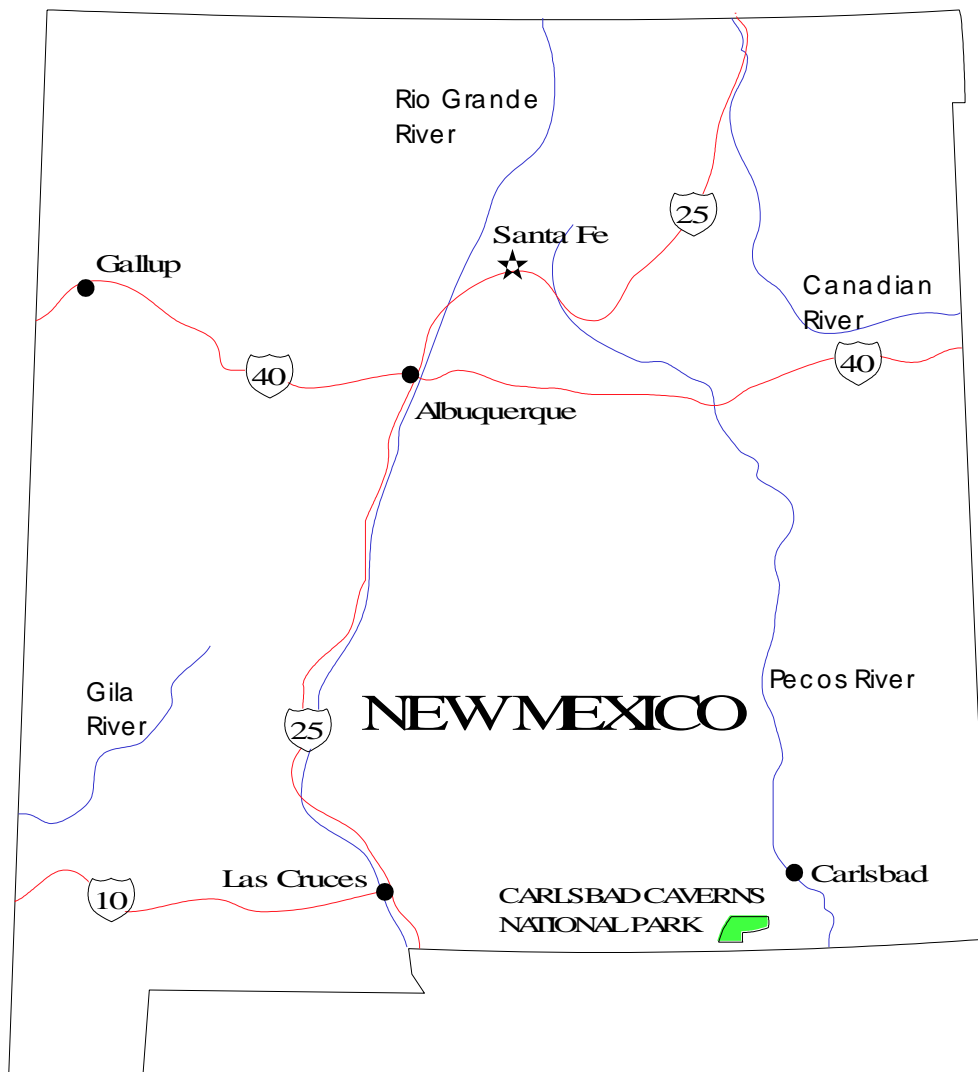 Rio Grande
River
25
Santa Fe
Gallup
Canadian
River
40
40
Albuquerque
Gila
River
Pecos River
NEW MEXICO
25
Las Cruces
10
Carlsbad
CARLSBAD CAVERNS
NATIONAL PARK